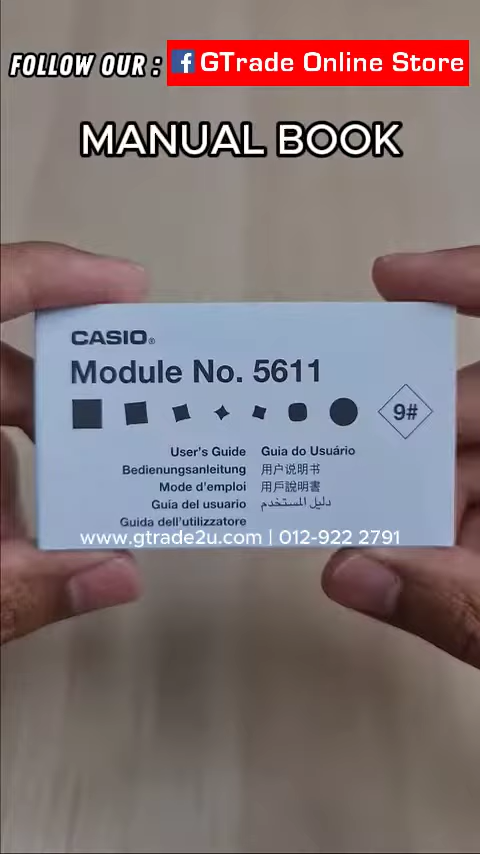 FOLLOW OUR : f GTrade Online Store
MANUAL BOOK
CASIO®
Module No. 5611
9#
User's Guide Guia do Usuário
Bedienungsanleitung 用户说明书
Mode d'emploi 用戶說明書
Guía del usuario دليل المستخدم
Guida dell'utilizzatore
www.gtrade2u.com | 012-922 2791